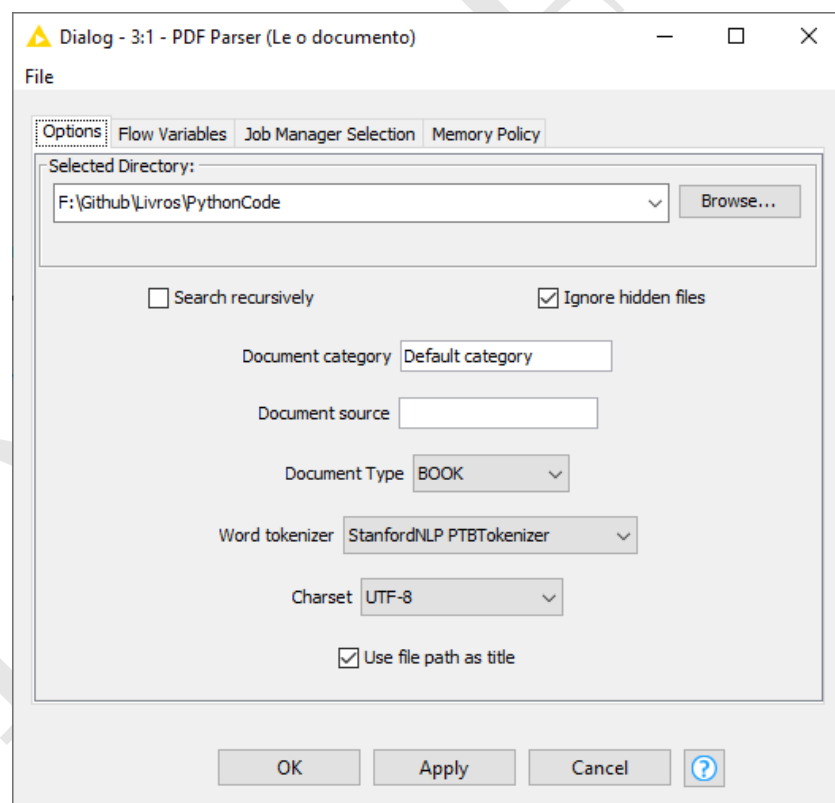 Dialog - 3:1 - PDF Parser (Le o documento)
File
Options Flow Variables Job Manager Selection Memory Policy
Selected Directory:
F:\Github\Livros\PythonCode Browse...
Search recursively Ignore hidden files
Document category Default category
Document source
Document Type BOOK
Word tokenizer StanfordNLP PTBTokenizer
Charset UTF-8
Use file path as title
OK Apply Cancel ?